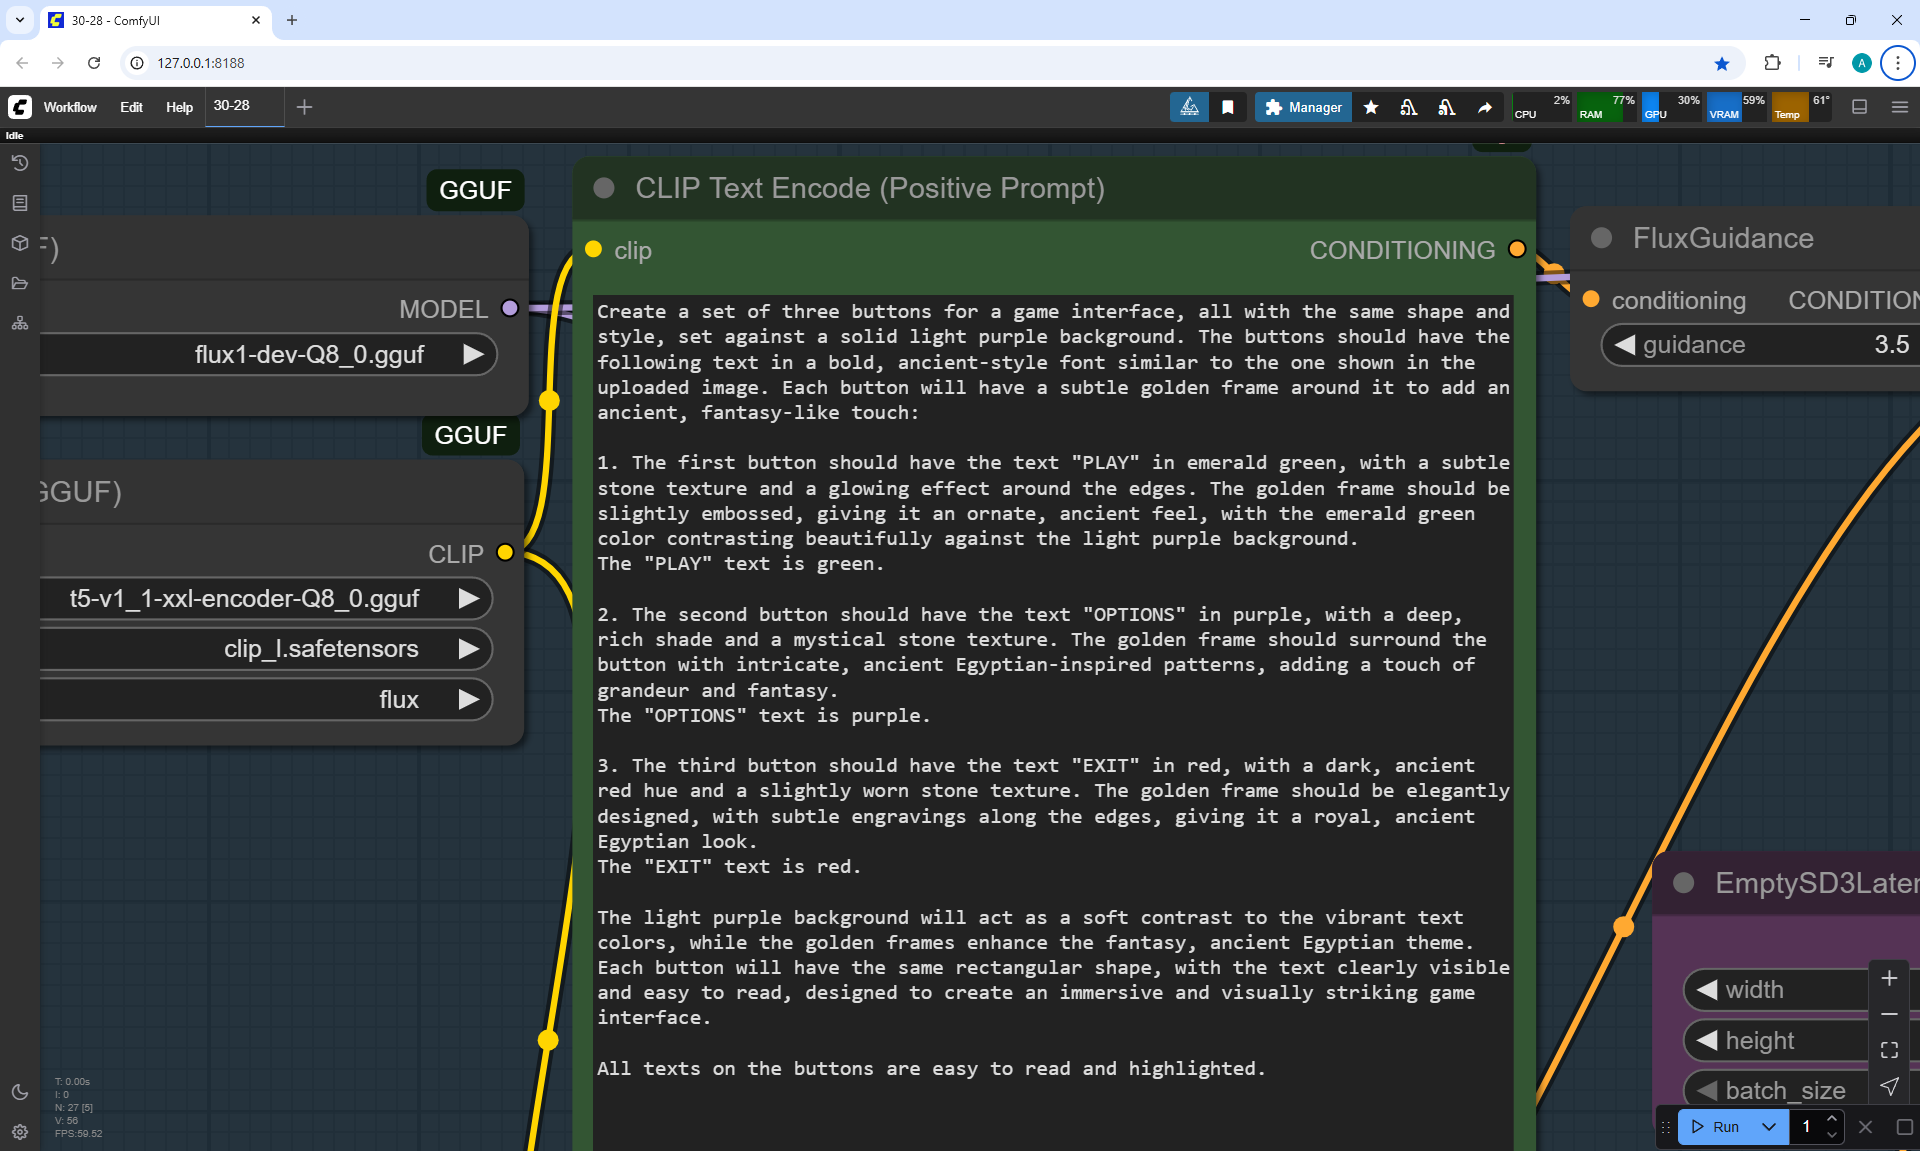 30-28 - ComfyUI
127.0.0.1:8188
Workflow Edit Help 30-28
Manager
CPU 2% RAM 77% GPU 30% VRAM 59% Temp 61°
Idle
GGUF
CLIP Text Encode (Positive Prompt)
F)
clip CONDITIONING
FluxGuidance
MODEL
conditioning CONDITION
flux1-dev-Q8_0.gguf
guidance 3.5
GGUF
GGUF)
CLIP
t5-v1_1-xxl-encoder-Q8_0.gguf
clip_l.safetensors
flux
Create a set of three buttons for a game interface, all with the same shape and
style, set against a solid light purple background. The buttons should have the
following text in a bold, ancient-style font similar to the one shown in the
uploaded image. Each button will have a subtle golden frame around it to add an
ancient, fantasy-like touch:
1. The first button should have the text "PLAY" in emerald green, with a subtle
stone texture and a glowing effect around the edges. The golden frame should be
slightly embossed, giving it an ornate, ancient feel, with the emerald green
color contrasting beautifully against the light purple background.
The "PLAY" text is green.
2. The second button should have the text "OPTIONS" in purple, with a deep,
rich shade and a mystical stone texture. The golden frame should surround the
button with intricate, ancient Egyptian-inspired patterns, adding a touch of
grandeur and fantasy.
The "OPTIONS" text is purple.
3. The third button should have the text "EXIT" in red, with a dark, ancient
red hue and a slightly worn stone texture. The golden frame should be elegantly
designed, with subtle engravings along the edges, giving it a royal, ancient
Egyptian look.
The "EXIT" text is red.
The light purple background will act as a soft contrast to the vibrant text
colors, while the golden frames enhance the fantasy, ancient Egyptian theme.
Each button will have the same rectangular shape, with the text clearly visible
and easy to read, designed to create an immersive and visually striking game
interface.
All texts on the buttons are easy to read and highlighted.
EmptySD3Later
width
height
batch_size
T: 0.00s
I: 0
N: 27 [5]
V: 56
FPS:59.52
Run 1
A